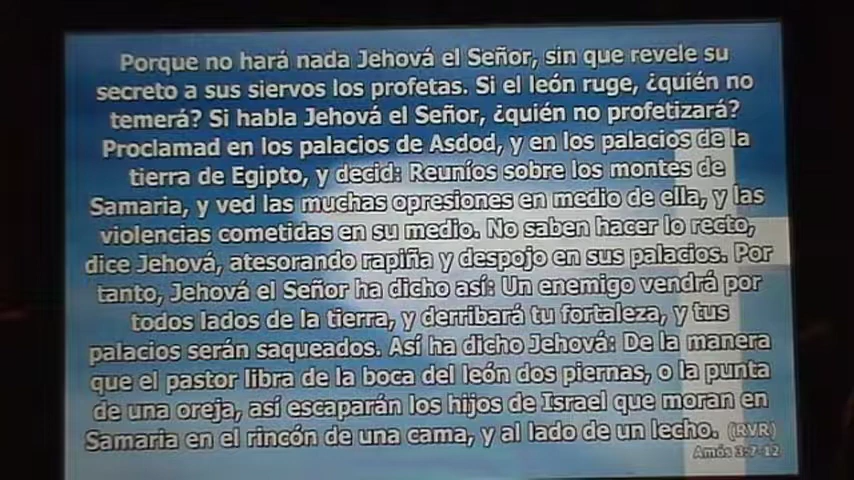 Porque no hará nada Jehová el Señor, sin que revele su
secreto a sus siervos los profetas. Si el león ruge, ¿quién no
temerá? Si habla Jehová el Señor, ¿quién no profetizará?
Proclamad en los palacios de Asdod, y en los palacios de la
tierra de Egipto, y decid: Reuníos sobre los montes de
Samaria, y ved las muchas opresiones en medio de ella, y las
violencias cometidas en su medio. No saben hacer lo recto,
dice Jehová, atesorando rapiña y despojo en sus palacios. Por
tanto, Jehová el Señor ha dicho así: Un enemigo vendrá por
todos lados de la tierra, y derribará tu fortaleza, y tus
palacios serán saqueados. Así ha dicho Jehová: De la manera
que el pastor libra de la boca del león dos piernas, o la punta
de una oreja, así escaparán los hijos de Israel que moran en
Samaria en el rincón de una cama, y al lado de un lecho. (RVR)
Amós 3:7-12